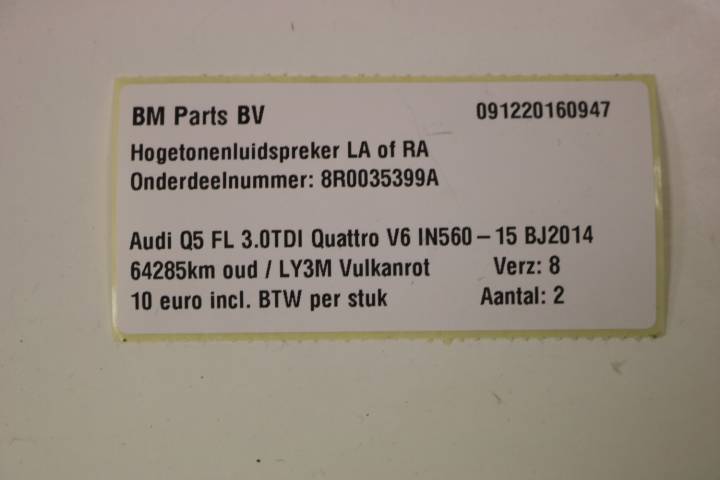 BM Parts BV 091220160947
Hogetonenluidspreker LA of RA
Onderdeelnummer: 8R0035399A
Audi Q5 FL 3.0TDI Quattro V6 IN560 – 15 BJ2014
64285km oud / LY3M Vulkanrot Verz: 8
10 euro incl. BTW per stuk Aantal: 2